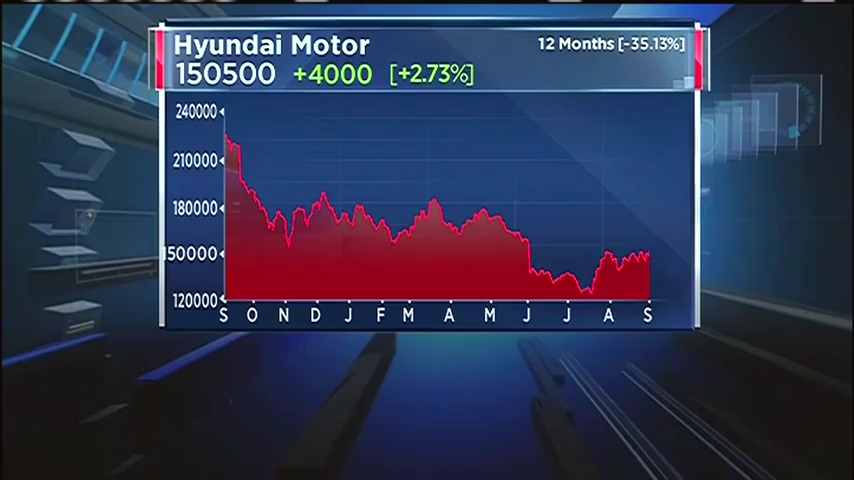 Hyundai Motor
12 Months [-35.13%]
150500 +4000 [+2.73%]
240000
210000
180000
150000
120000
S O N D J F M A M J J A S